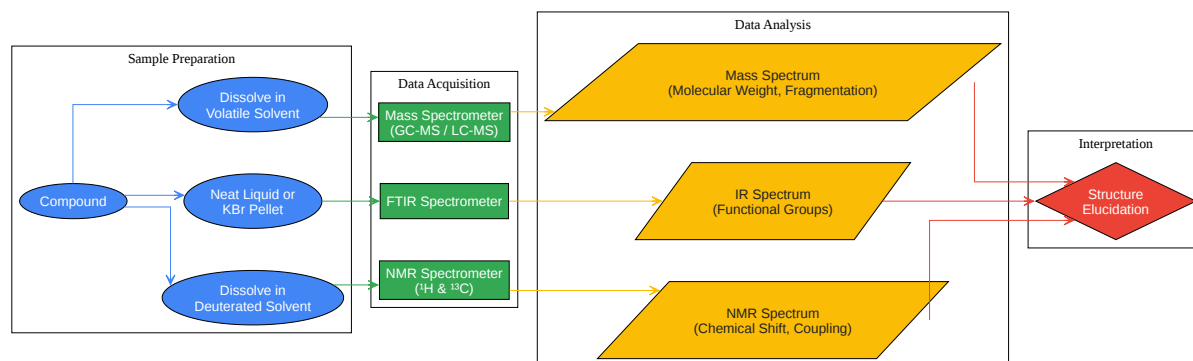 Sample Preparation
Compound
Dissolve in
Volatile Solvent
Neat Liquid or
KBr Pellet
Dissolve in
Deuterated Solvent
Data Acquisition
Mass Spectrometer
(GC-MS / LC-MS)
FTIR Spectrometer
NMR Spectrometer
(¹H & ¹³C)
Data Analysis
Mass Spectrum
(Molecular Weight, Fragmentation)
IR Spectrum
(Functional Groups)
NMR Spectrum
(Chemical Shift, Coupling)
Interpretation
Structure
Elucidation